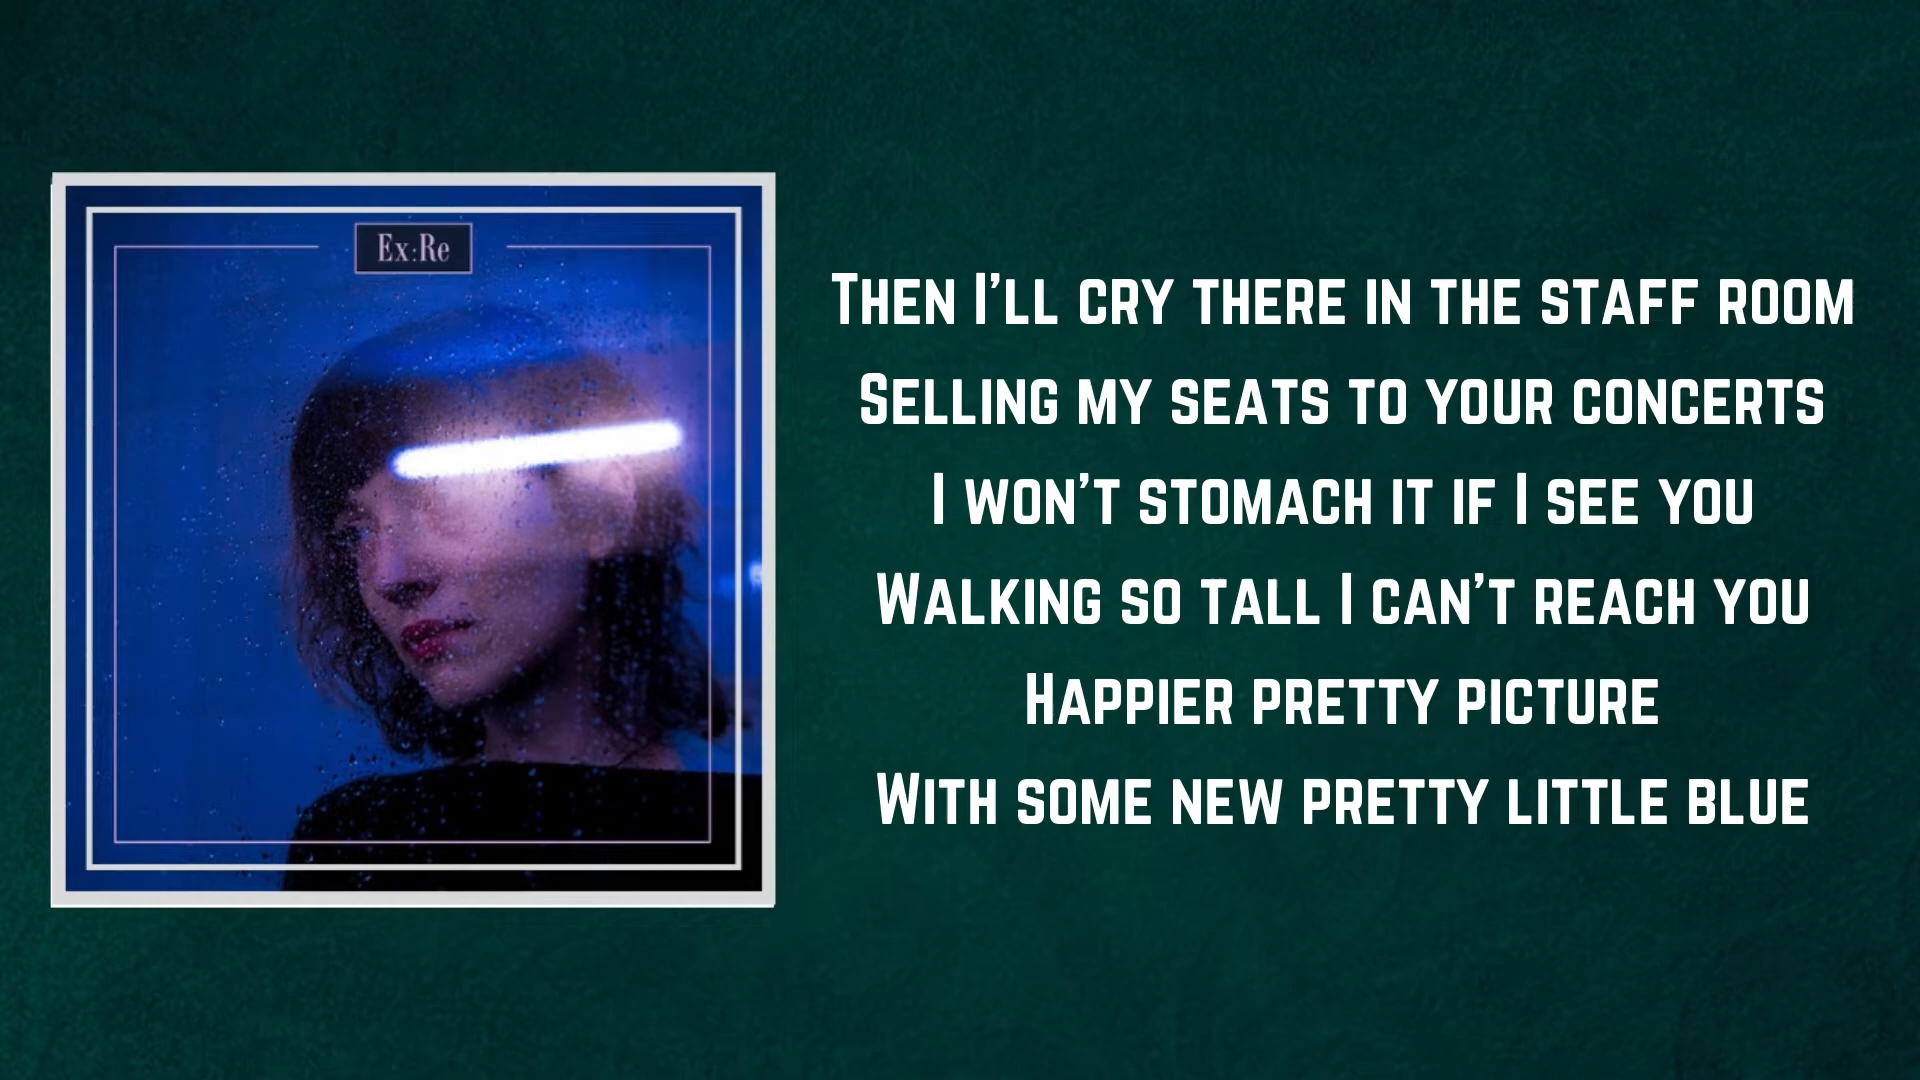 Ex:Re
Then I'll cry there in the staff room
Selling my seats to your concerts
I won't stomach it if I see you
Walking so tall I can't reach you
Happier pretty picture
With some new pretty little blue